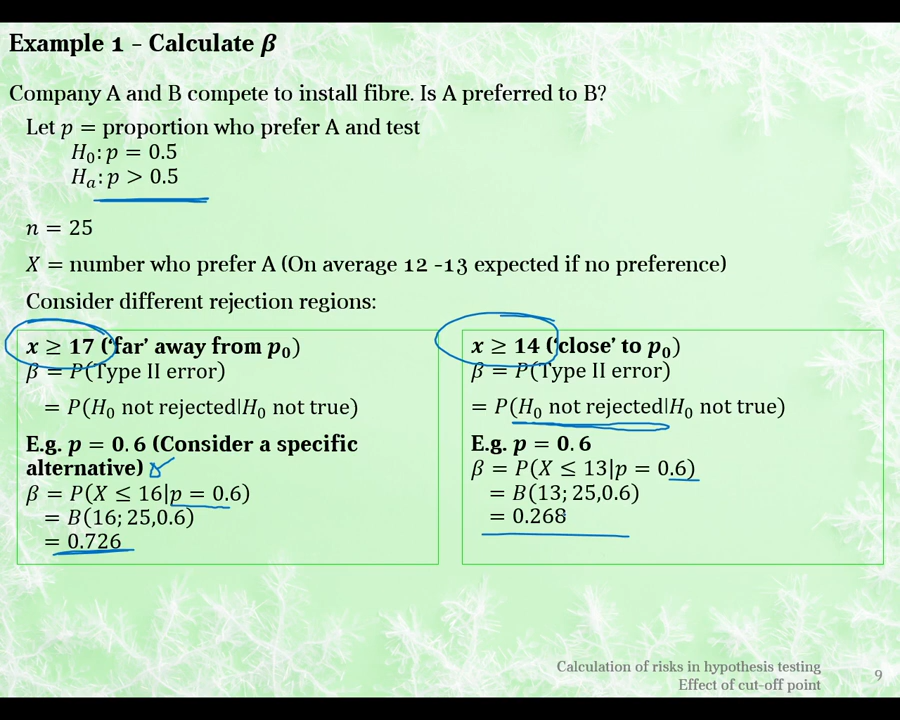 Example 1 – Calculate β
Company A and B compete to install fibre. Is A preferred to B?
Let p = proportion who prefer A and test
H₀: p = 0.5
Hₐ: p > 0.5
n = 25
X = number who prefer A (On average 12 -13 expected if no preference)
Consider different rejection regions:
x ≥ 17 (‘far’ away from p₀)
β = P(Type II error)
= P(H₀ not rejected|H₀ not true)
E.g. p = 0.6 (Consider a specific
alternative)
β = P(X ≤ 16|p = 0.6)
= B(16; 25,0.6)
= 0.726
x ≥ 14 (‘close’ to p₀)
β = P(Type II error)
= P(H₀ not rejected|H₀ not true)
E.g. p = 0.6
β = P(X ≤ 13|p = 0.6)
= B(13; 25,0.6)
= 0.268
Calculation of risks in hypothesis testing
Effect of cut-off point
9